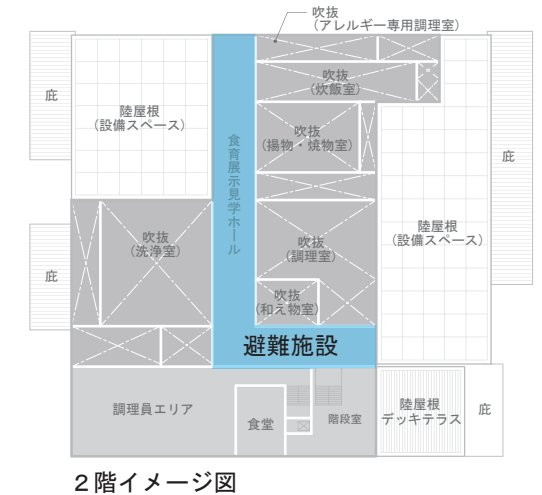 吹抜
（アレルギー専用調理室）
吹抜
（炊飯室）
庇
陸屋根
（設備スペース）
吹抜
（揚物・焼物室）
食育展示見学ホール
庇
吹抜
（洗浄室）
吹抜
（調理室）
陸屋根
（設備スペース）
庇
吹抜
（和え物室）
避難施設
調理員エリア
食堂
階段室
陸屋根
デッキテラス
庇
２階イメージ図